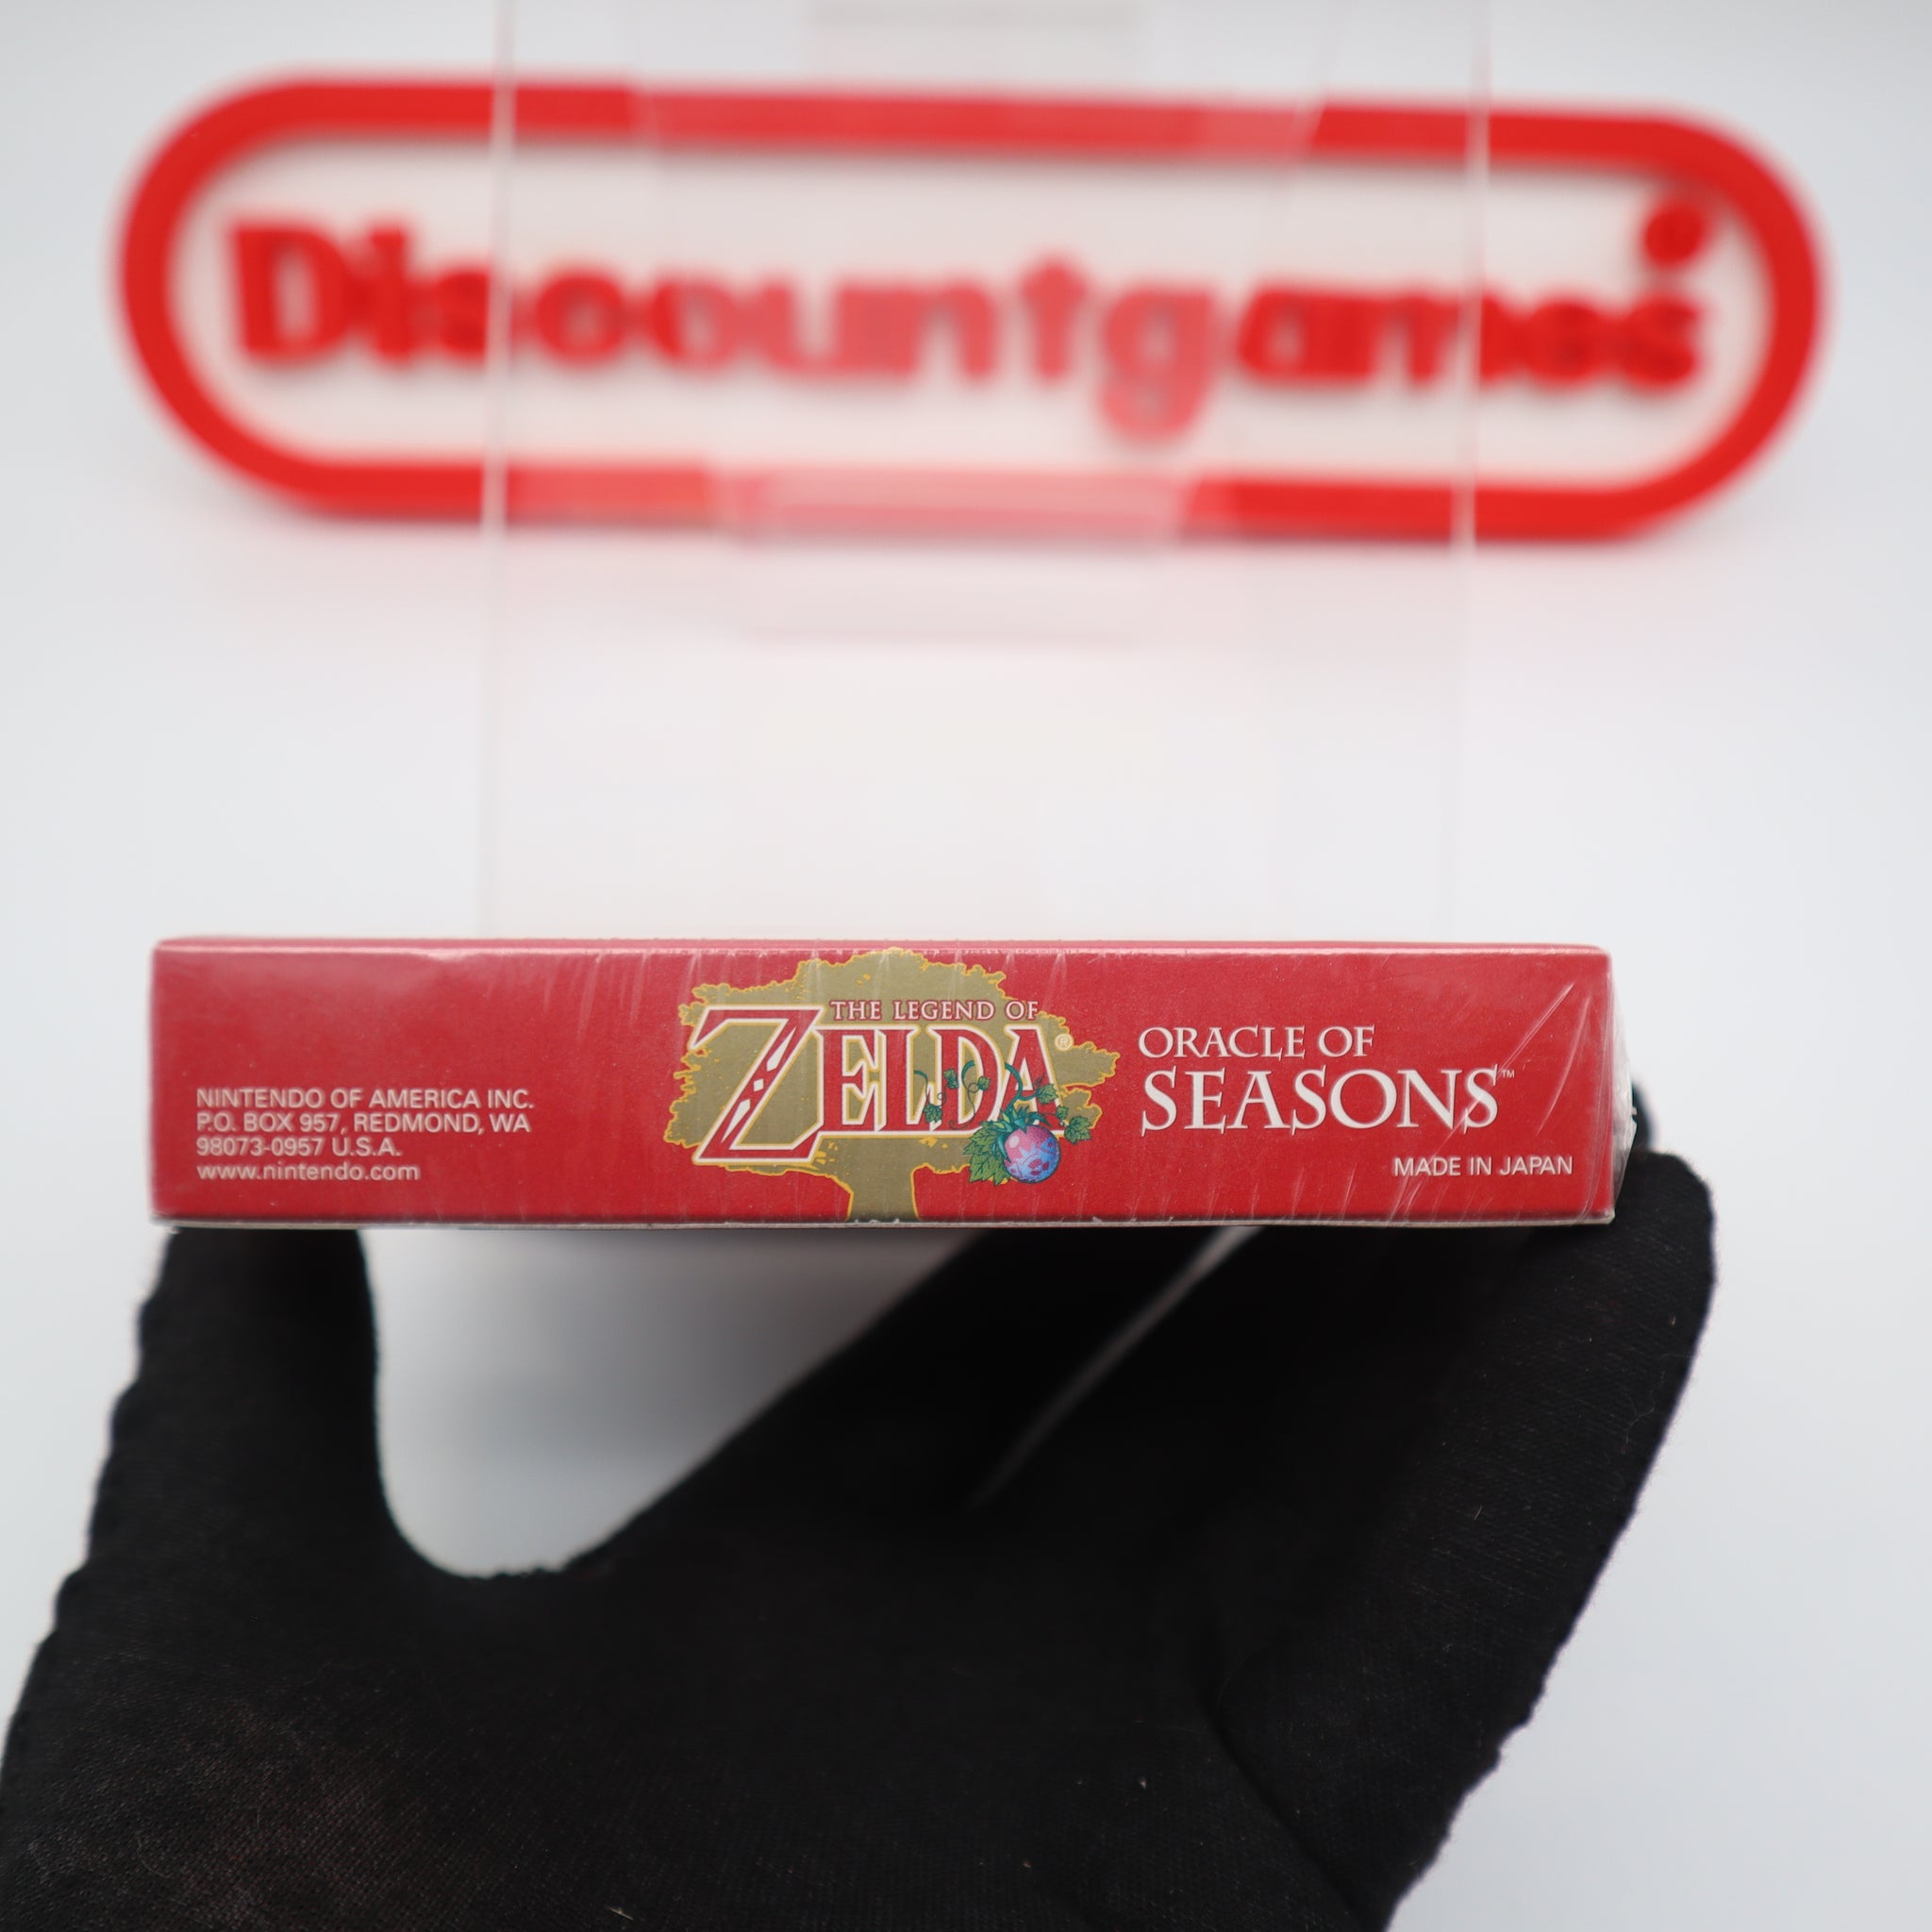 Discountgames
THE LEGEND OF
ZELDA®
ORACLE OF
SEASONS™
NINTENDO OF AMERICA INC.
P.O. BOX 957, REDMOND, WA
98073-0957 U.S.A.
www.nintendo.com
MADE IN JAPAN